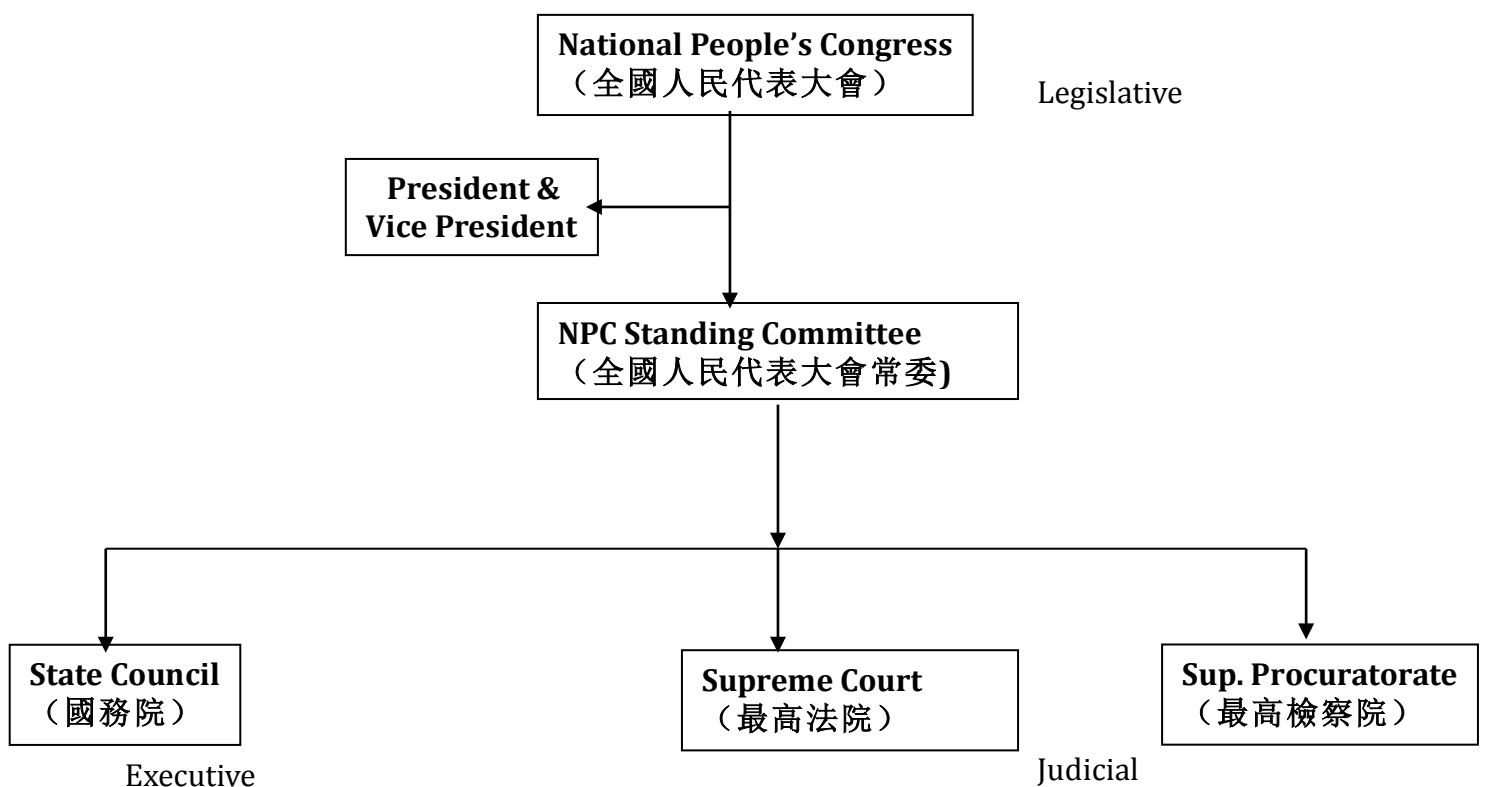 National People’s Congress
（全國人民代表大會）
Legislative
President &
Vice President
NPC Standing Committee
（全國人民代表大會常委)
State Council
（國務院）
Executive
Supreme Court
（最高法院）
Judicial
Sup. Procuratorate
（最高檢察院）